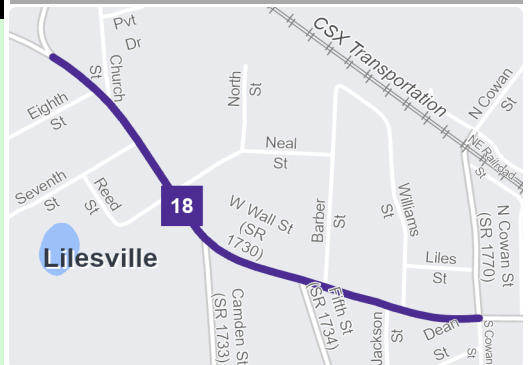 Pvt
Dr
CSX Transportation
Church
St
North
St
N Cowan
St
Eighth
St
NE Railroad
St
Neal
St
Seventh
St
Reed
St
18
W Wall St
(SR
1730)
Barber
St
Williams
St
N Cowan St
(SR 1770)
Lilesville
Liles
St
Camden St
(SR 1733)
Fifth St
(SR 1734)
Jackson
St
Dean
St
S Cowan
St